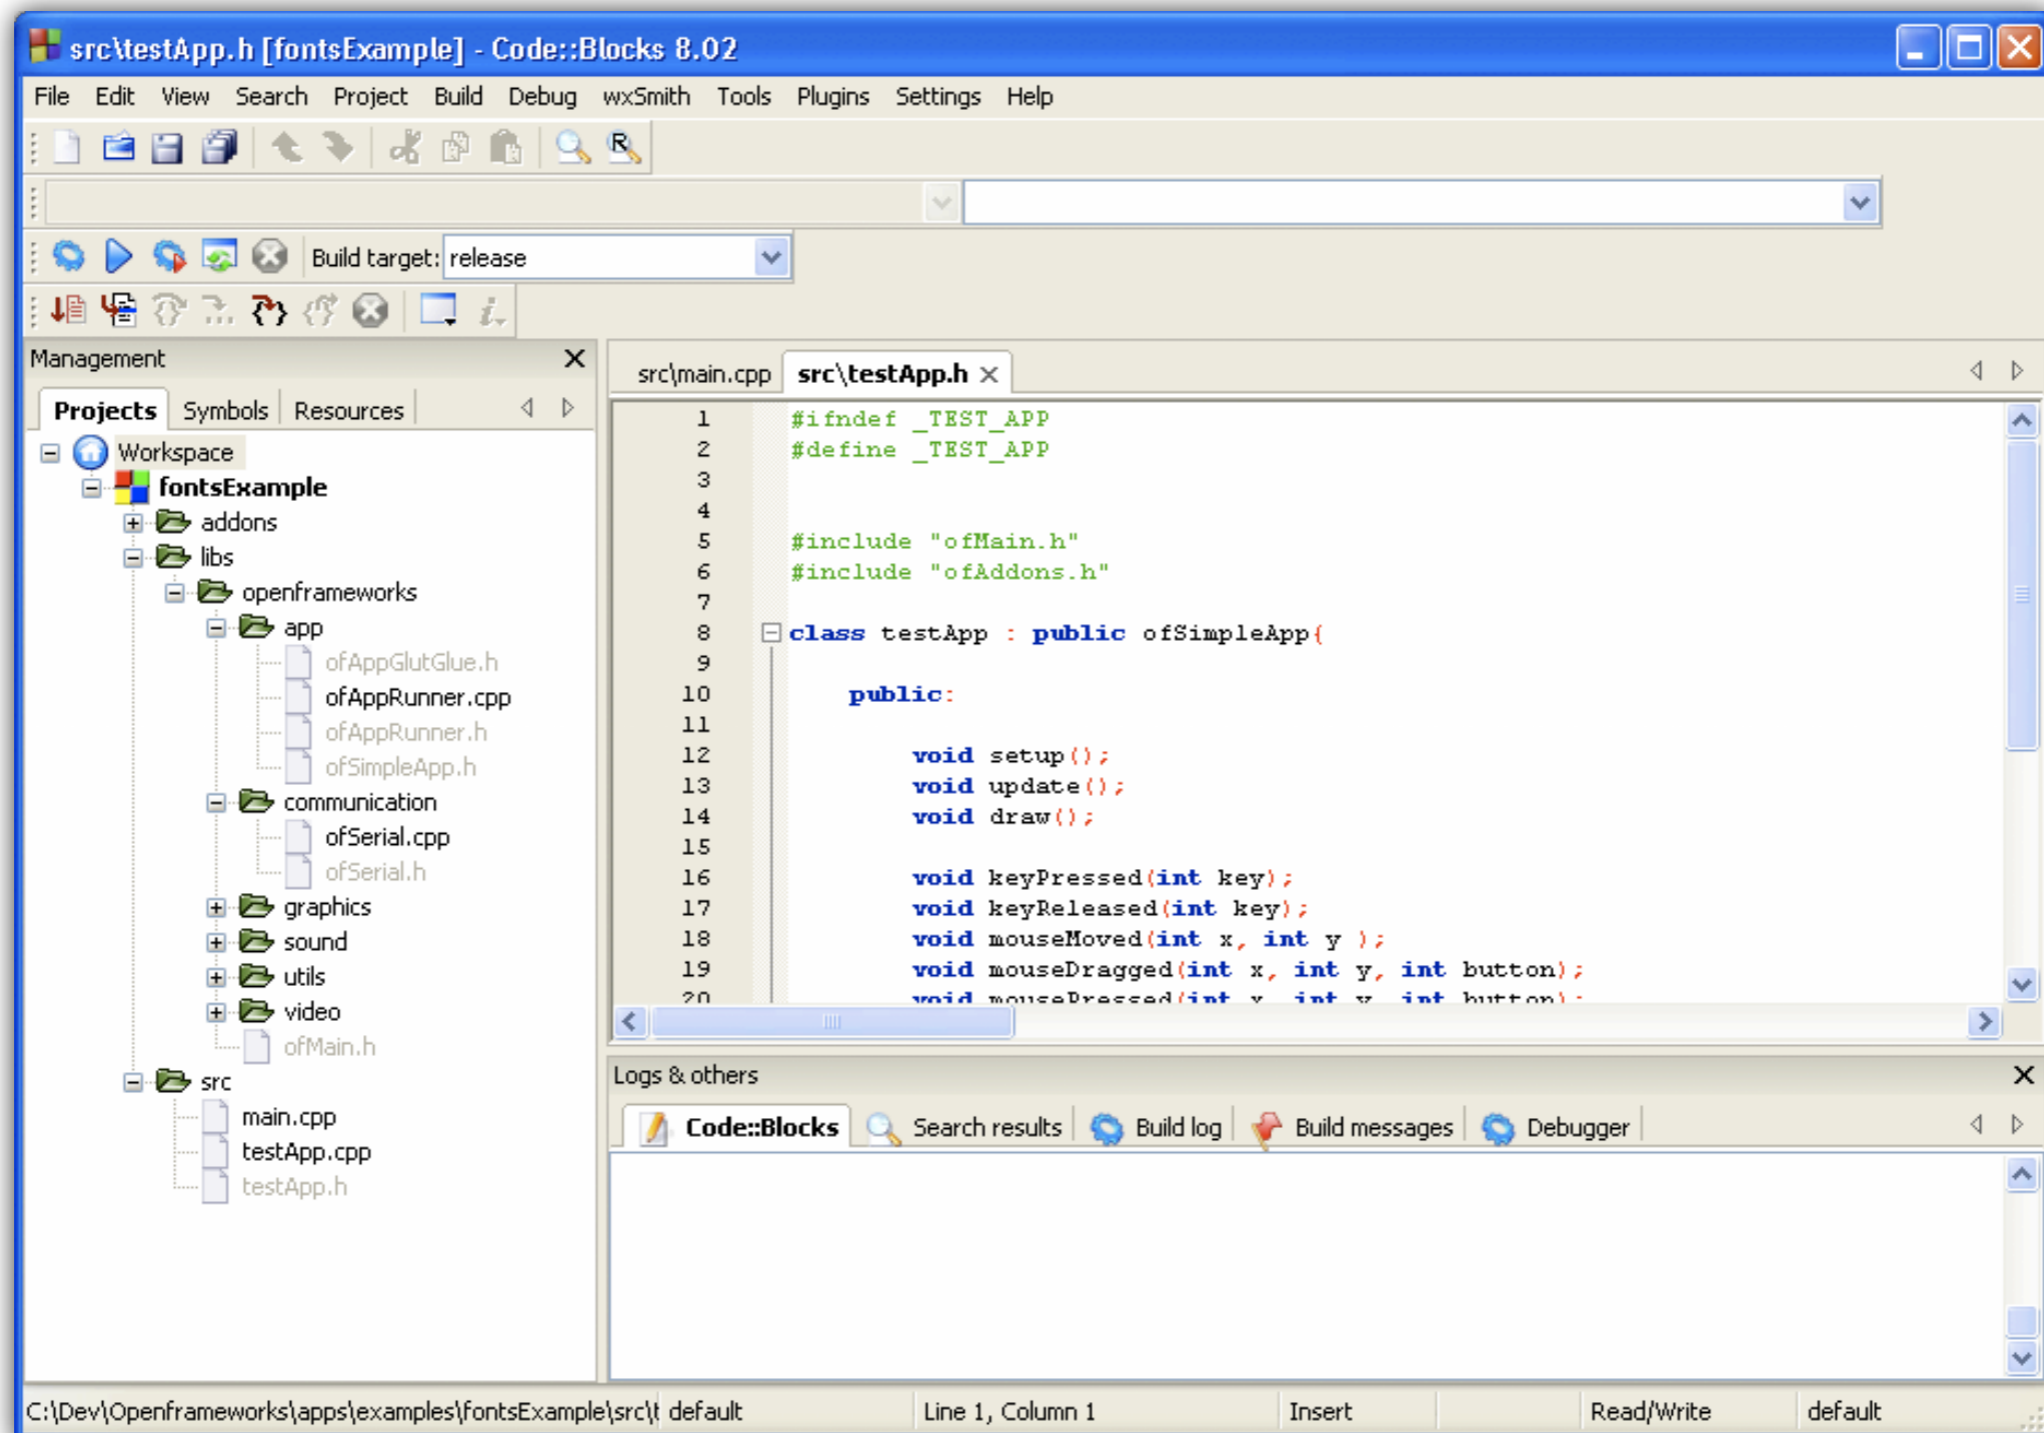 src\testApp.h [fontsExample] - Code::Blocks 8.02
File Edit View Search Project Build Debug wxSmith Tools Plugins Settings Help
Build target: release
Management
Projects Symbols Resources
Workspace
fontsExample
addons
libs
openframeworks
app
ofAppGlutGlue.h
ofAppRunner.cpp
ofAppRunner.h
ofSimpleApp.h
communication
ofSerial.cpp
ofSerial.h
graphics
sound
utils
video
ofMain.h
src
main.cpp
testApp.cpp
testApp.h
src\main.cpp src\testApp.h
1 #ifndef _TEST_APP
2 #define _TEST_APP
3
4
5 #include "ofMain.h"
6 #include "ofAddons.h"
7
8 class testApp : public ofSimpleApp{
9
10 public:
11
12 void setup();
13 void update();
14 void draw();
15
16 void keyPressed(int key);
17 void keyReleased(int key);
18 void mouseMoved(int x, int y );
19 void mouseDragged(int x, int y, int button);
20 void mousePressed(int x, int y, int button);
Logs & others
Code::Blocks Search results Build log Build messages Debugger
C:\Dev\Openframeworks\apps\examples\fontsExample\src\t default Line 1, Column 1 Insert Read/Write default